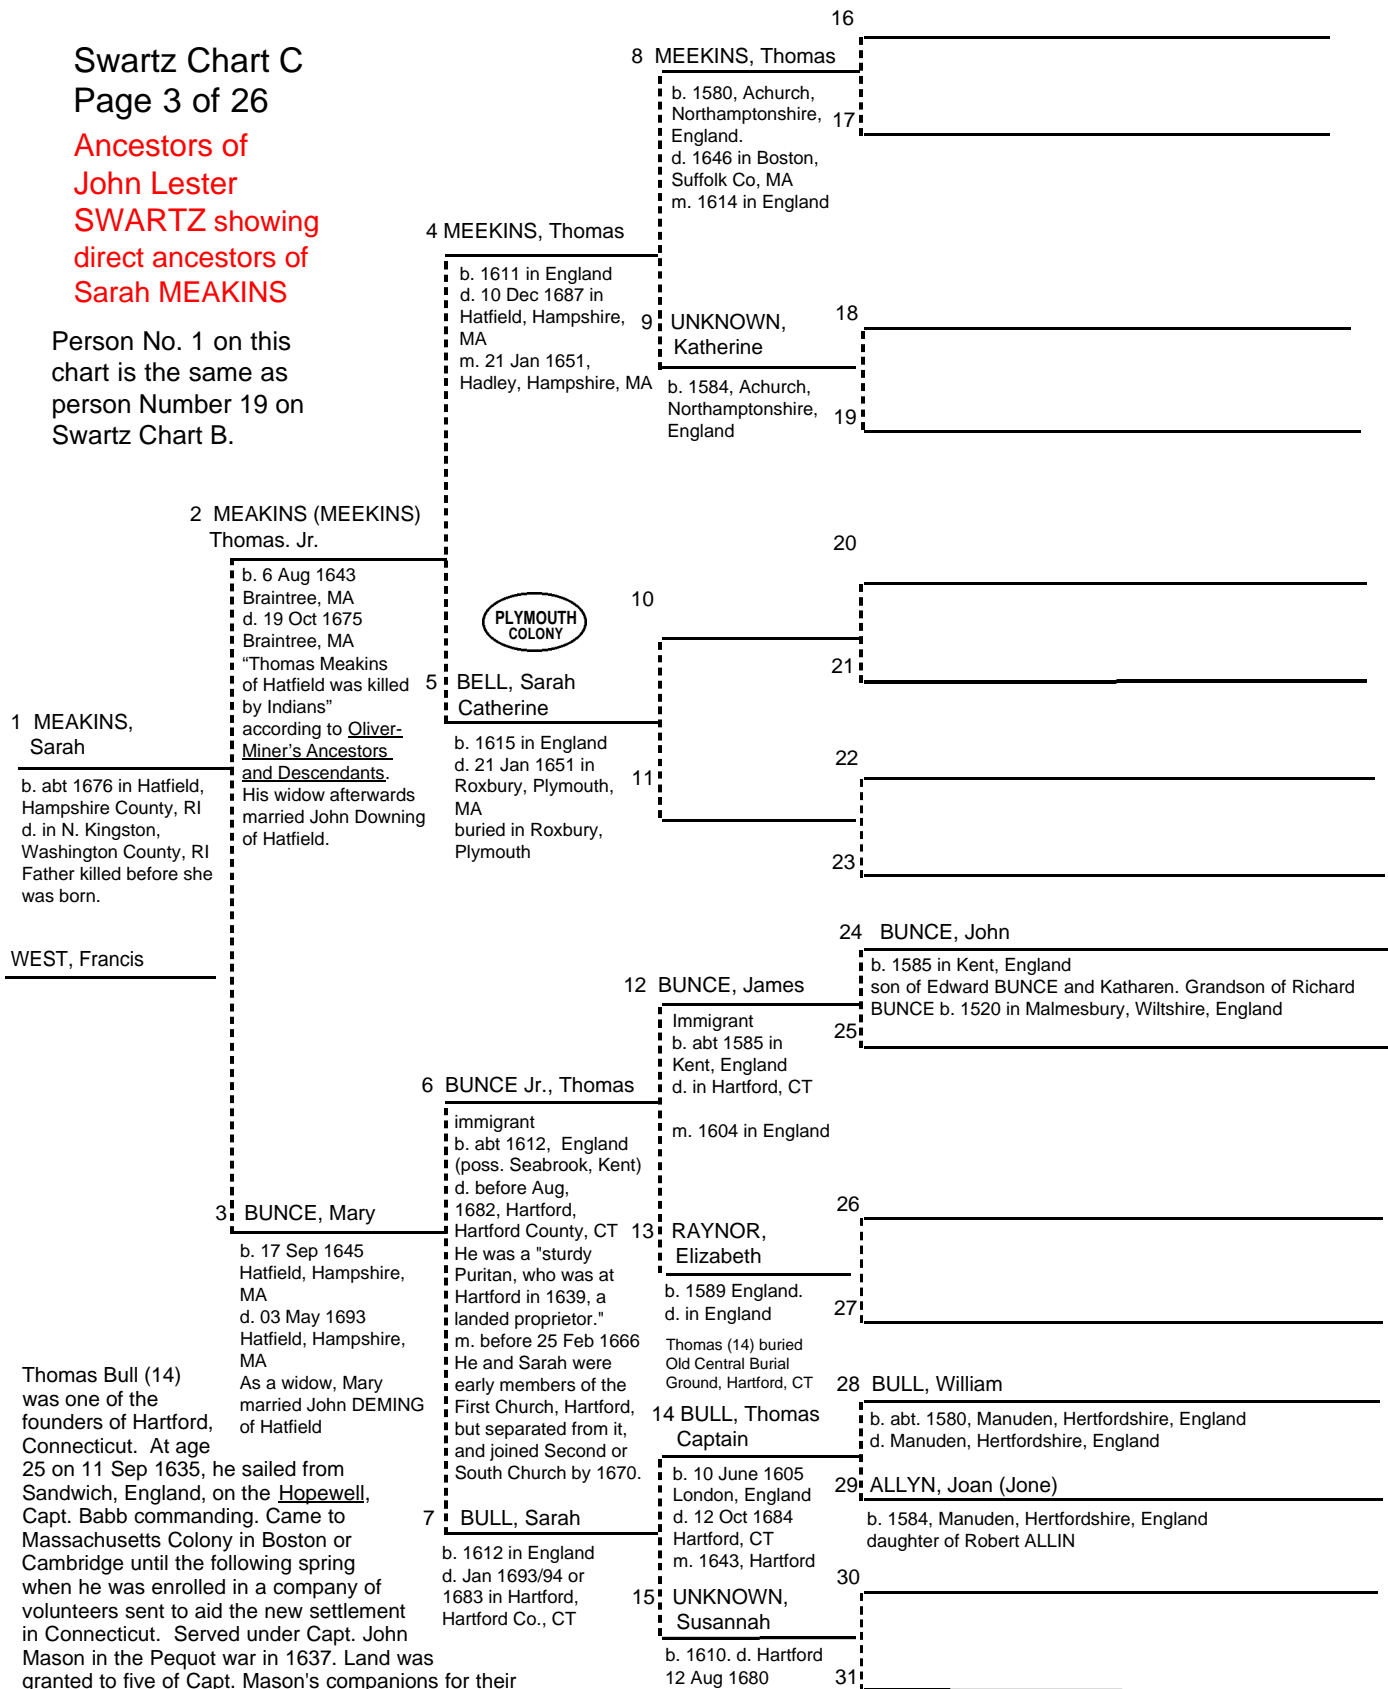 Swartz Chart C
Page 3 of 26
Ancestors of
John Lester
SWARTZ showing
direct ancestors of
Sarah MEAKINS
Person No. 1 on this
chart is the same as
person Number 19 on
Swartz Chart B.
1 MEAKINS,
Sarah
b. abt 1676 in Hatfield,
Hampshire County, RI
d. in N. Kingston,
Washington County, RI
Father killed before she
was born.
WEST, Francis
2 MEAKINS (MEEKINS)
Thomas. Jr.
b. 6 Aug 1643
Braintree, MA
d. 19 Oct 1675
Braintree, MA
“Thomas Meakins
of Hatfield was killed
by Indians”
according to Oliver-
Miner’s Ancestors
and Descendants.
His widow afterwards
married John Downing
of Hatfield.
3 BUNCE, Mary
b. 17 Sep 1645
Hatfield, Hampshire,
MA
d. 03 May 1693
Hatfield, Hampshire,
MA
As a widow, Mary
married John DEMING
of Hatfield
4 MEEKINS, Thomas
b. 1611 in England
d. 10 Dec 1687 in
Hatfield, Hampshire,
MA
m. 21 Jan 1651,
Hadley, Hampshire, MA
PLYMOUTH
COLONY
5 BELL, Sarah
Catherine
b. 1615 in England
d. 21 Jan 1651 in
Roxbury, Plymouth,
MA
buried in Roxbury,
Plymouth
6 BUNCE Jr., Thomas
immigrant
b. abt 1612, England
(poss. Seabrook, Kent)
d. before Aug,
1682, Hartford,
Hartford County, CT
He was a "sturdy
Puritan, who was at
Hartford in 1639, a
landed proprietor."
m. before 25 Feb 1666
He and Sarah were
early members of the
First Church, Hartford,
but separated from it,
and joined Second or
South Church by 1670.
7 BULL, Sarah
b. 1612 in England
d. Jan 1693/94 or
1683 in Hartford,
Hartford Co., CT
8 MEEKINS, Thomas
b. 1580, Achurch,
Northamptonshire,
England.
d. 1646 in Boston,
Suffolk Co, MA
m. 1614 in England
9 UNKNOWN,
Katherine
b. 1584, Achurch,
Northamptonshire,
England
10
11
12 BUNCE, James
Immigrant
b. abt 1585 in
Kent, England
d. in Hartford, CT
m. 1604 in England
13 RAYNOR,
Elizabeth
b. 1589 England.
d. in England
Thomas (14) buried
Old Central Burial
Ground, Hartford, CT
14 BULL, Thomas
Captain
b. 10 June 1605
London, England
d. 12 Oct 1684
Hartford, CT
m. 1643, Hartford
15 UNKNOWN,
Susannah
b. 1610. d. Hartford
12 Aug 1680
16
17
18
19
20
21
22
23
24 BUNCE, John
b. 1585 in Kent, England
son of Edward BUNCE and Katharen. Grandson of Richard
BUNCE b. 1520 in Malmesbury, Wiltshire, England
25
26
27
28 BULL, William
b. abt. 1580, Manuden, Hertfordshire, England
d. Manuden, Hertfordshire, England
29 ALLYN, Joan (Jone)
b. 1584, Manuden, Hertfordshire, England
daughter of Robert ALLIN
30
31
Thomas Bull (14)
was one of the
founders of Hartford,
Connecticut. At age
25 on 11 Sep 1635, he sailed from
Sandwich, England, on the Hopewell,
Capt. Babb commanding. Came to
Massachusetts Colony in Boston or
Cambridge until the following spring
when he was enrolled in a company of
volunteers sent to aid the new settlement
in Connecticut. Served under Capt. John
Mason in the Pequot war in 1637. Land was
granted to five of Capt. Mason's companions for their